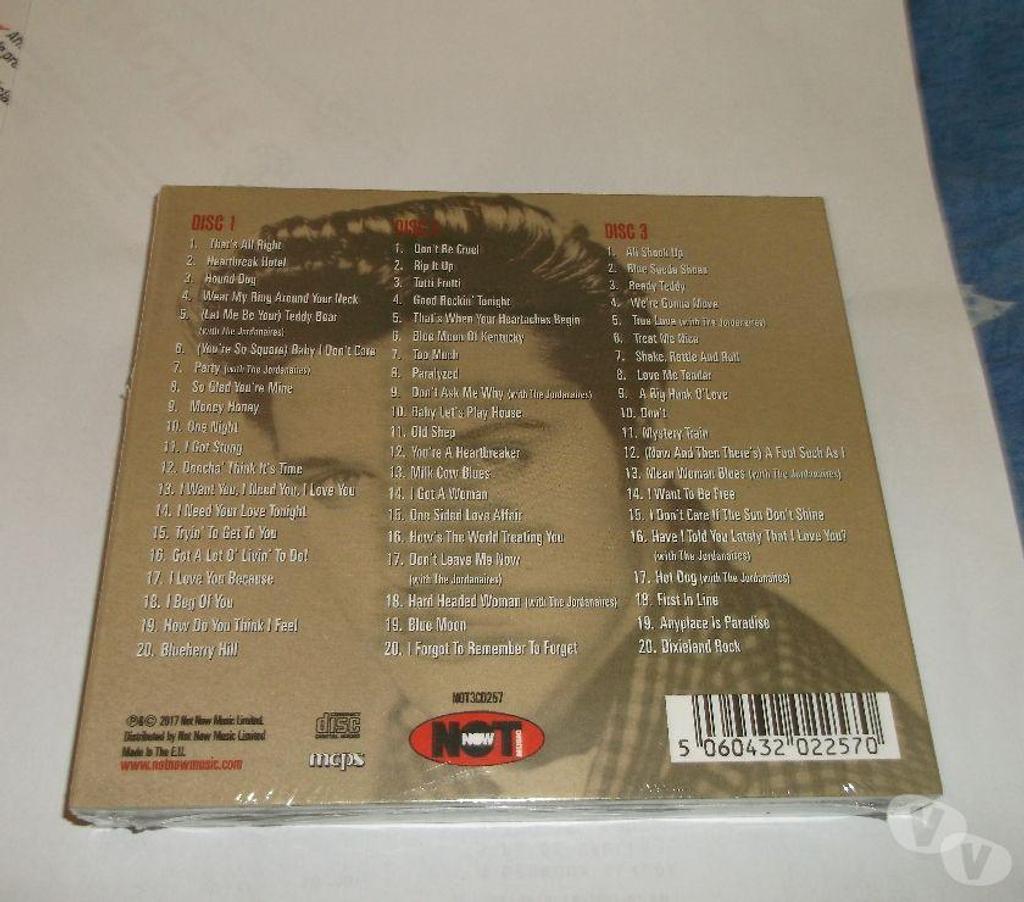 DISC 1
1. That's All Right
2. Heartbreak Hotel
3. Hound Dog
4. Wear My Ring Around Your Neck
5. (Let Me Be Your) Teddy Bear
(with The Jordanaires)
6. (You're So Square) Baby I Don't Care
7. Party (with The Jordanaires)
8. So Glad You're Mine
9. Money Honey
10. One Night
11. I Got Stung
12. Doncha' Think It's Time
13. I Want You, I Need You, I Love You
14. I Need Your Love Tonight
15. Tryin' To Get To You
16. Got A Lot O' Livin' To Do!
17. I Love You Because
18. I Beg Of You
19. How Do You Think I Feel
20. Blueberry Hill
DISC 2
1. Don't Be Cruel
2. Rip It Up
3. Tutti Frutti
4. Good Rockin' Tonight
5. That's When Your Heartaches Begin
6. Blue Moon Of Kentucky
7. Too Much
8. Paralyzed
9. Don't Ask Me Why (with The Jordanaires)
10. Baby Let's Play House
11. Old Shep
12. You're A Heartbreaker
13. Milk Cow Blues
14. I Got A Woman
15. One Sided Love Affair
16. How's The World Treating You
17. Don't Leave Me Now
(with The Jordanaires)
18. Hard Headed Woman (with The Jordanaires)
19. Blue Moon
20. I Forgot To Remember To Forget
DISC 3
1. All Shook Up
2. Blue Suede Shoes
3. Ready Teddy
4. We're Gonna Move
5. True Love (with The Jordanaires)
6. Treat Me Nice
7. Shake, Rattle And Roll
8. Love Me Tender
9. A Big Hunk O'Love
10. Don't
11. Mystery Train
12. (Now And Then There's) A Fool Such As I
13. Mean Woman Blues (with The Jordanaires)
14. I Want To Be Free
15. I Don't Care If The Sun Don't Shine
16. Have I Told You Lately That I Love You?
(with The Jordanaires)
17. Hot Dog (with The Jordanaires)
18. First In Line
19. Anyplace Is Paradise
20. Dixieland Rock
℗&© 2017 Not Now Music Limited.
Distributed by Not Now Music Limited
Made In The E.U.
www.notnowmusic.com
COMPACT
disc
DIGITAL AUDIO
mcps
NOT3CD257
NOT NOW MUSIC
5 060432 022570
VV